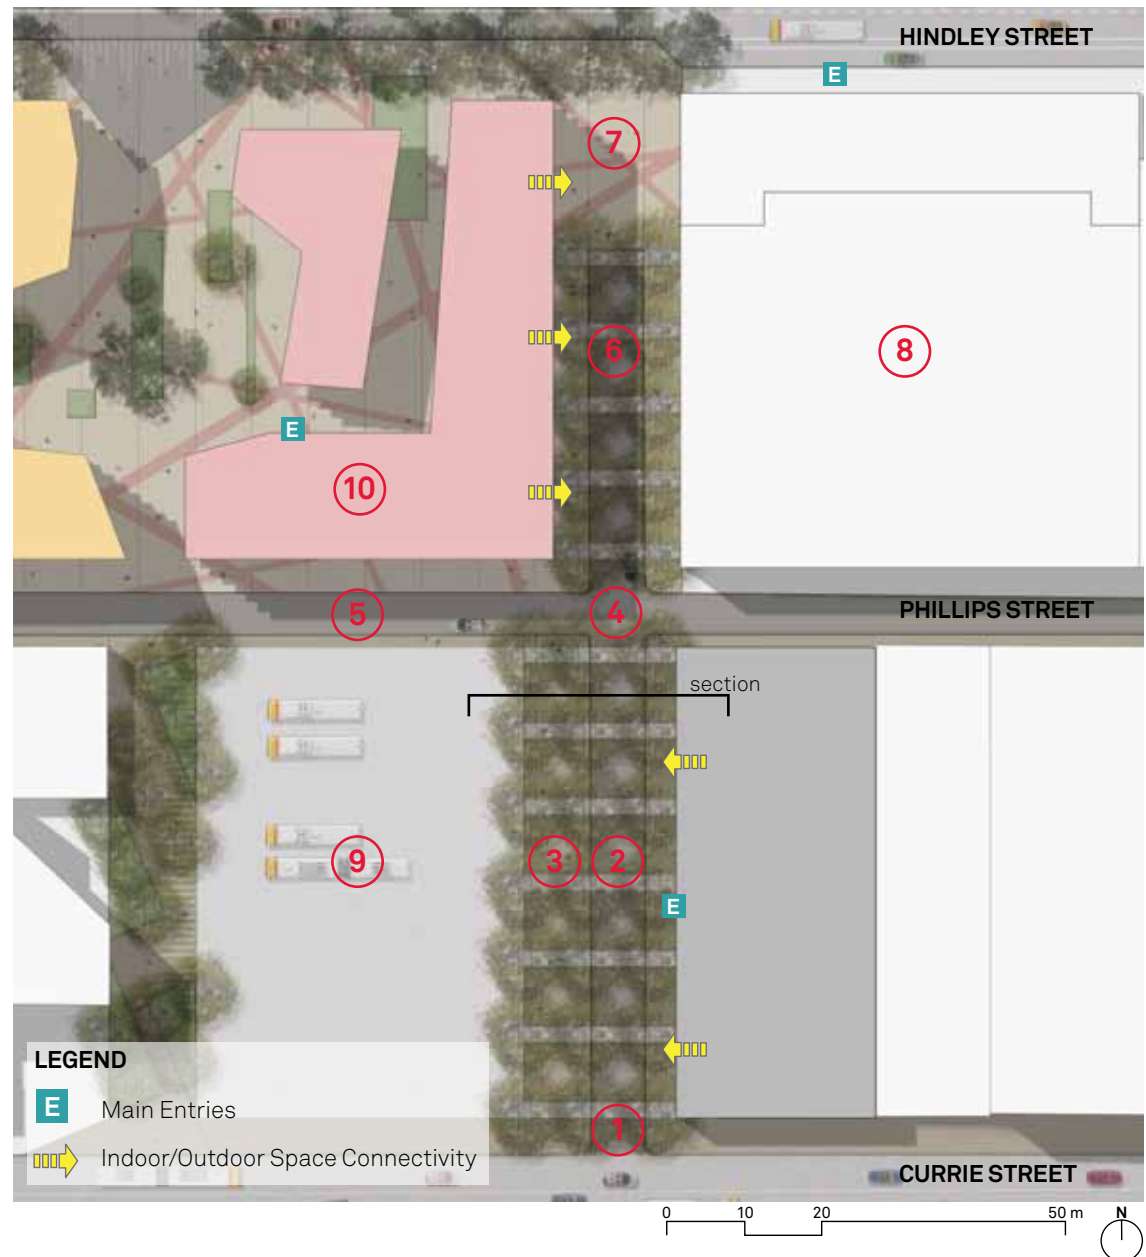 HINDLEY STREET
E
7
6
8
E
10
5
4
PHILLIPS STREET
section
9
3
2
E
LEGEND
E Main Entries
Indoor/Outdoor Space Connectivity
1
CURRIE STREET
0 10 20 50 m N